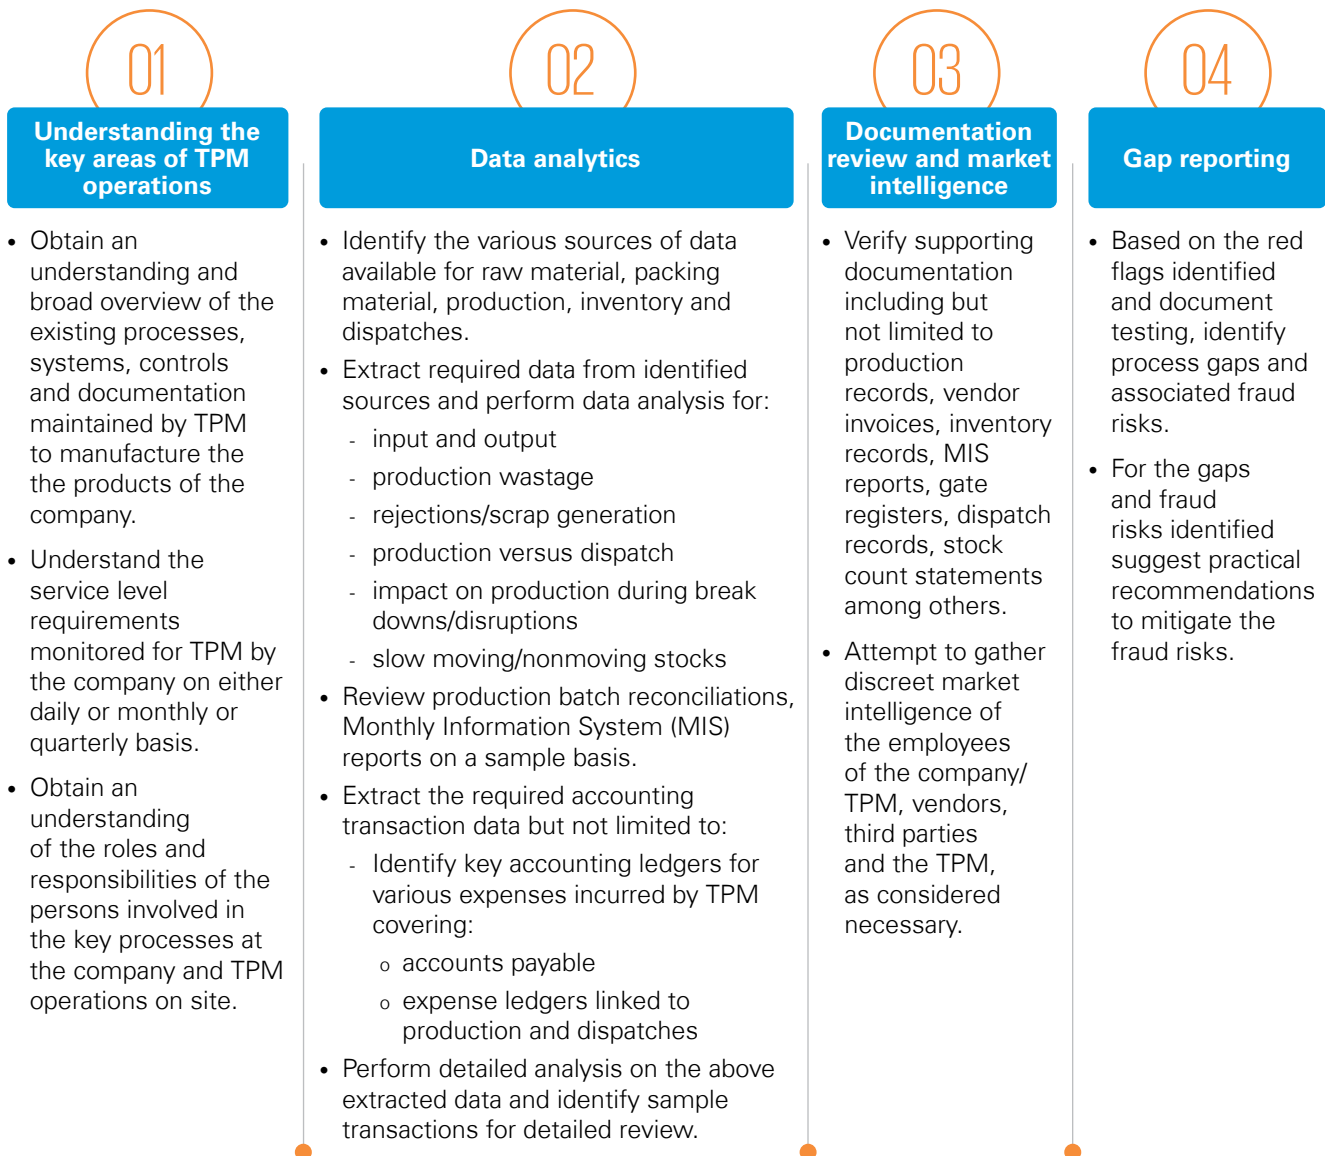 01
Understanding the
key areas of TPM
operations
• Obtain an
understanding and
broad overview of the
existing processes,
systems, controls
and documentation
maintained by TPM
to manufacture the
the products of the
company.
• Understand the
service level
requirements
monitored for TPM by
the company on either
daily or monthly or
quarterly basis.
• Obtain an
understanding
of the roles and
responsibilities of the
persons involved in
the key processes at
the company and TPM
operations on site.
02
Data analytics
• Identify the various sources of data
available for raw material, packing
material, production, inventory and
dispatches.
• Extract required data from identified
sources and perform data analysis for:
- input and output
- production wastage
- rejections/scrap generation
- production versus dispatch
- impact on production during break
downs/disruptions
- slow moving/nonmoving stocks
• Review production batch reconciliations,
Monthly Information System (MIS)
reports on a sample basis.
• Extract the required accounting
transaction data but not limited to:
- Identify key accounting ledgers for
various expenses incurred by TPM
covering:
o accounts payable
o expense ledgers linked to
production and dispatches
• Perform detailed analysis on the above
extracted data and identify sample
transactions for detailed review.
03
Documentation
review and market
intelligence
• Verify supporting
documentation
including but
not limited to
production
records, vendor
invoices, inventory
records, MIS
reports, gate
registers, dispatch
records, stock
count statements
among others.
• Attempt to gather
discreet market
intelligence of
the employees
of the company/
TPM, vendors,
third parties
and the TPM,
as considered
necessary.
04
Gap reporting
• Based on the red
flags identified
and document
testing, identify
process gaps and
associated fraud
risks.
• For the gaps
and fraud
risks identified
suggest practical
recommendations
to mitigate the
fraud risks.